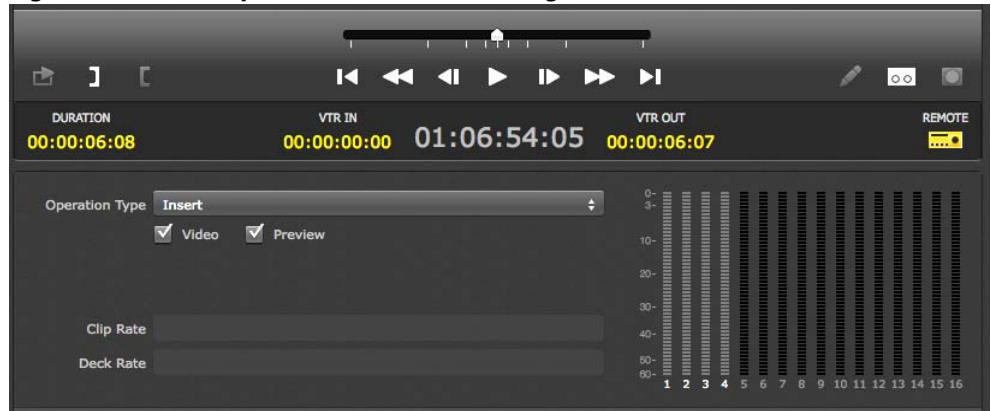 DURATION VTR IN VTR OUT REMOTE
00:00:06:08 00:00:00:00 01:06:54:05 00:00:06:07
Operation Type Insert
Video Preview
Clip Rate
Deck Rate
0-
3-
10-
20-
30-
40-
50-
60-
1 2 3 4 5 6 7 8 9 10 11 12 13 14 15 16